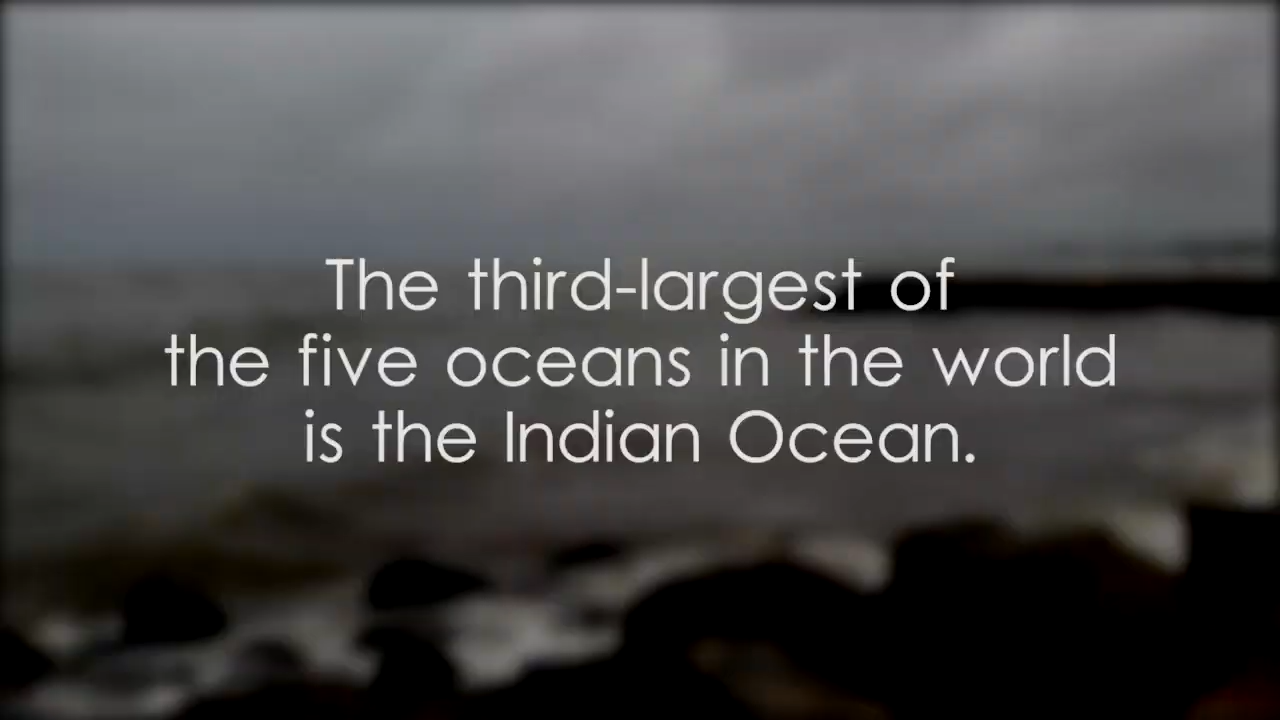 The third-largest of
the five oceans in the world
is the Indian Ocean.